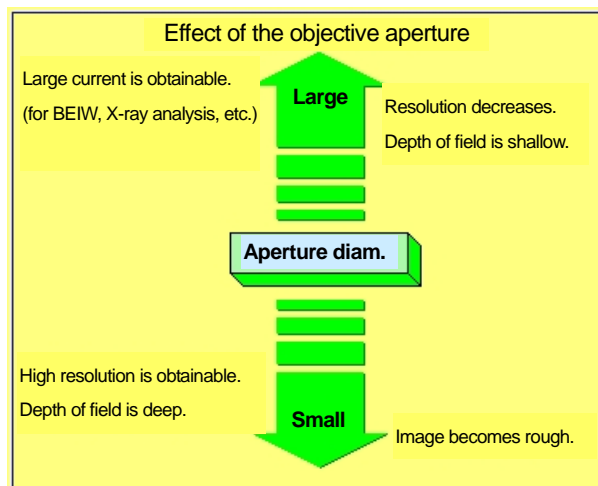 Effect of the objective aperture
Large current is obtainable.
(for BEIW, X-ray analysis, etc.)
Large
Resolution decreases.
Depth of field is shallow.
Aperture diam.
High resolution is obtainable.
Depth of field is deep.
Small
Image becomes rough.